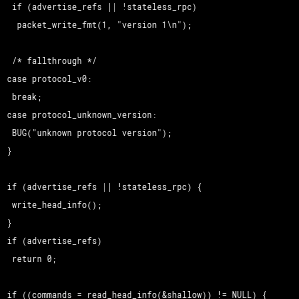 if (advertise_refs || !stateless_rpc)
packet_write_fmt(1, "version 1\n");
/* fallthrough */
case protocol_v0:
break;
case protocol_unknown_version:
BUG("unknown protocol version");
}
if (advertise_refs || !stateless_rpc) {
write_head_info();
}
if (advertise_refs)
return 0;
if ((commands = read_head_info(&shallow)) != NULL) {